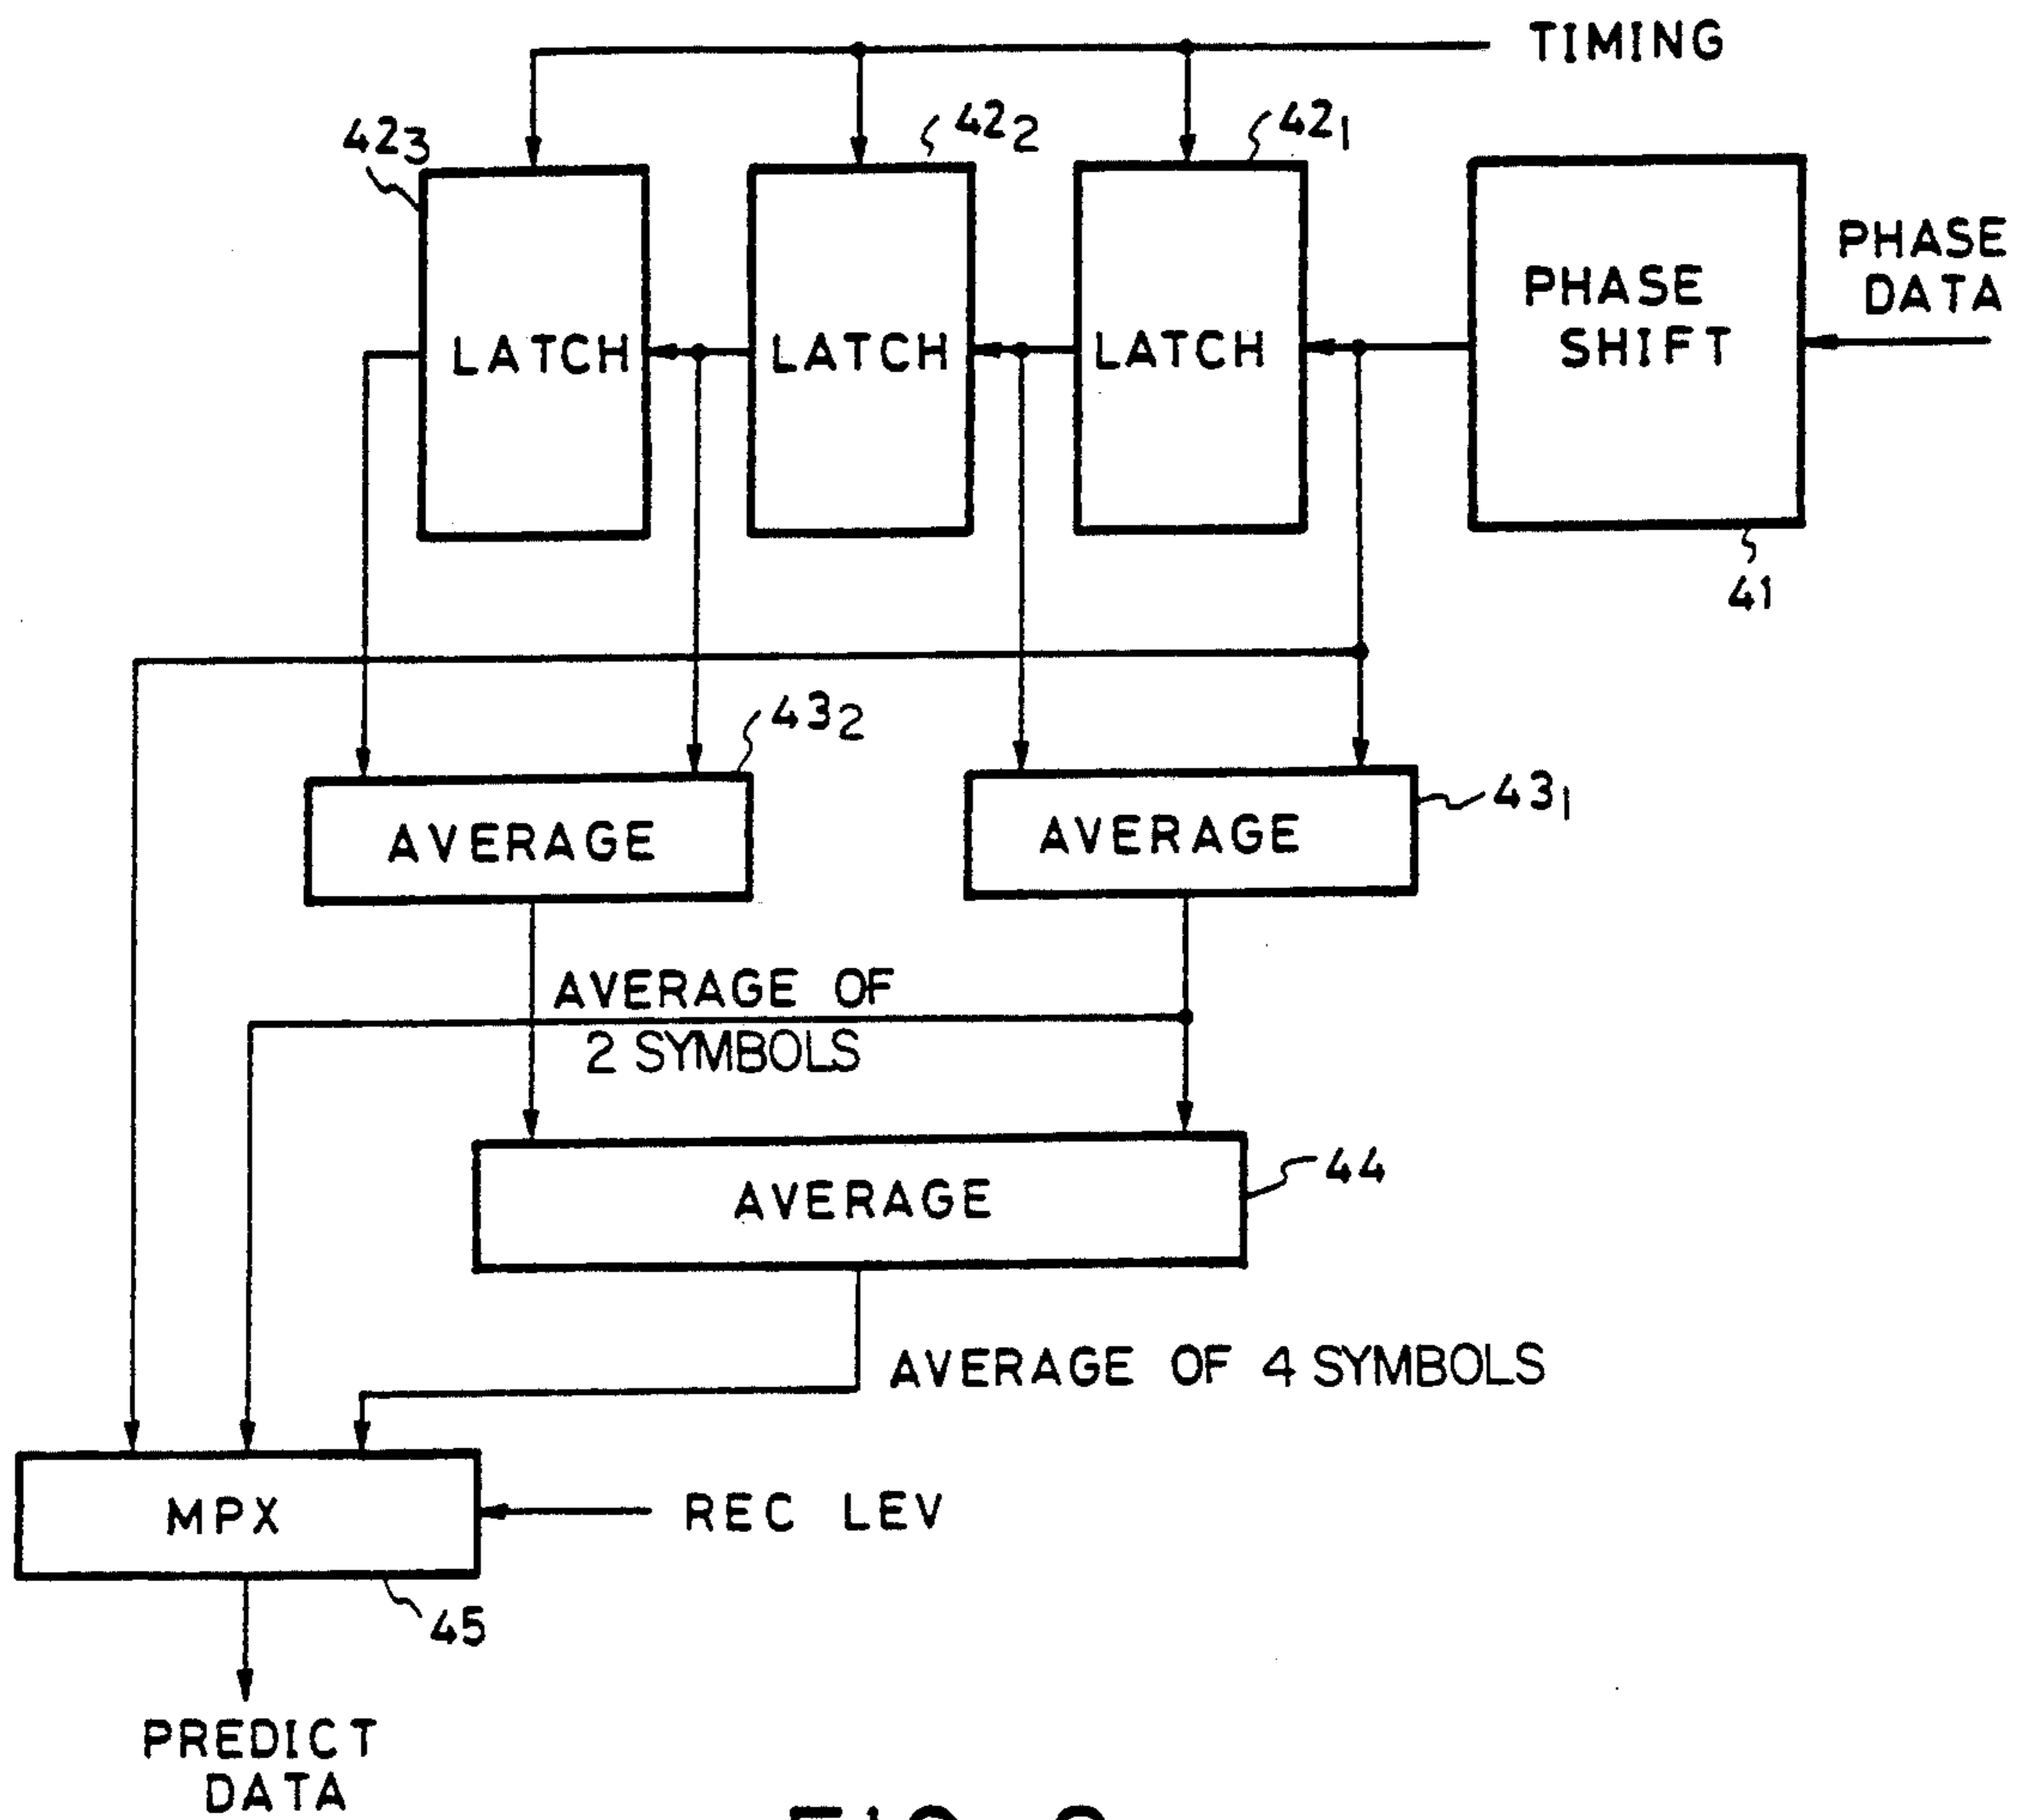 TIMING
42₃
42₂
42₁
PHASE
DATA
PHASE
SHIFT
LATCH
LATCH
LATCH
41
43₂
43₁
AVERAGE
AVERAGE
AVERAGE OF
2 SYMBOLS
AVERAGE
44
AVERAGE OF 4 SYMBOLS
MPX
REC LEV
45
PREDICT
DATA